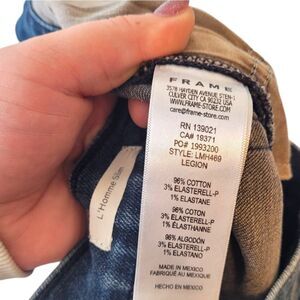 FRAME
3578 HAYDEN AVENUE STEN-1
CULVER CITY CA 90232 USA
WWW.FRAME-STORE.COM
care@frame-store.com
RN 139021
CA# 19371
PO# 1993200
STYLE: LMH469
LEGION
96% COTTON
3% ELASTERELL-P
1% ELASTANE
96% COTON
3% ELASTERELL-P
1% ÉLASTHANNE
96% ALGODÓN
3% ELASTERELL-P
1% ELASTANO
MADE IN MEXICO
FABRIQUÉ AU MEXIQUE
HECHO EN MEXICO
L'Homme Slim